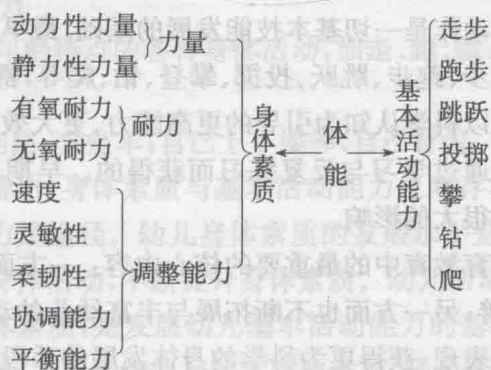 动力性力量
静力性力量
力量
有氧耐力
无氧耐力
耐力
速度
灵敏性
柔韧性
协调能力
平衡能力
调整能力
身体素质
体能
基本活动能力
走步
跑步
跳跃
投掷
攀
钻
爬